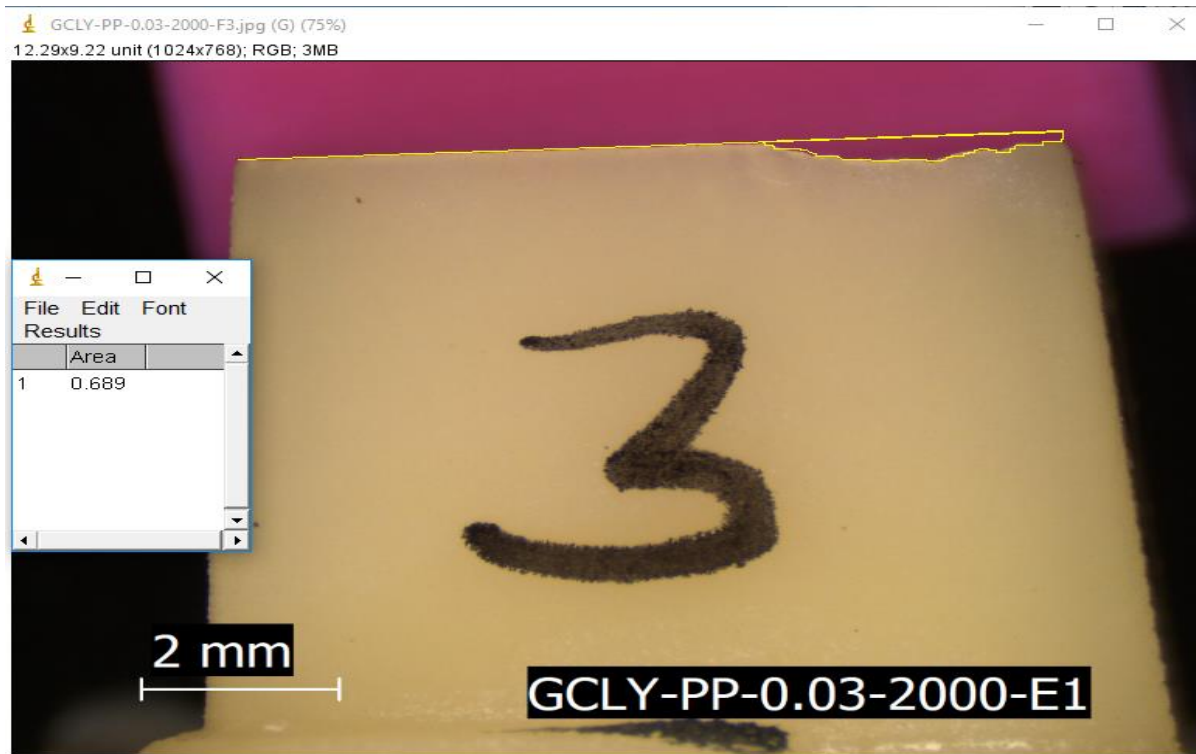 GCLY-PP-0.03-2000-F3.jpg (G) (75%)
12.29x9.22 unit (1024x768); RGB; 3MB
File Edit Font
Results
Area
1 0.689
3
2 mm
GCLY-PP-0.03-2000-E1